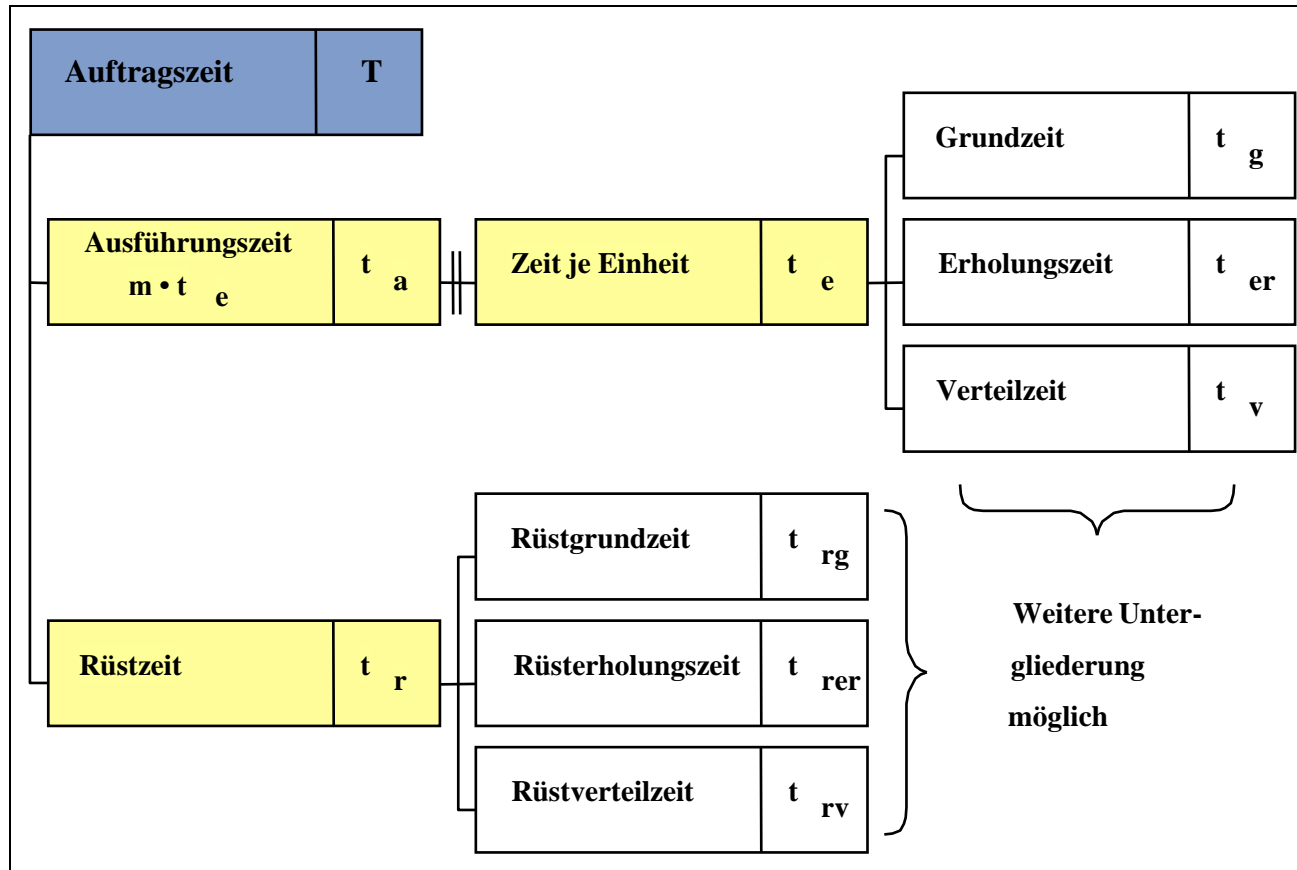 Auftragszeit T
Grundzeit t g
Ausführungszeit
m • t e
t a
Zeit je Einheit t e
Erholungszeit t er
Verteilzeit t v
Rüstgrundzeit t rg
Rüstzeit t r
Rüsterholungszeit t rer
Rüstverteilzeit t rv
Weitere Unter-
gliederung
möglich